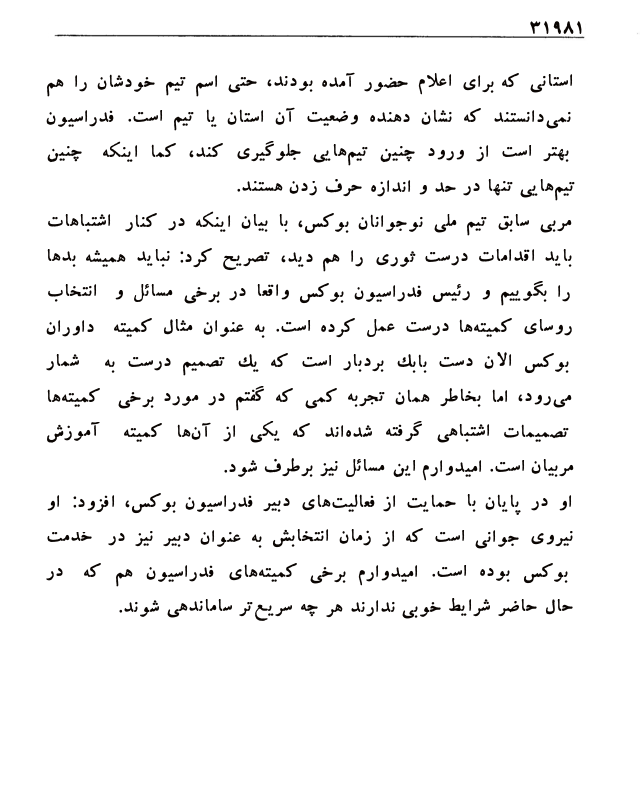 ۳۱۹۸۱
استانی که برای اعلام حضور آمده بودند، حتی اسم تیم خودشان را هم
نمی‌دانستند که نشان دهنده وضعیت آن استان یا تیم است. فدراسیون
بهتر است از ورود چنین تیم‌هایی جلوگیری کند، کما اینکه چنین
تیم‌هایی تنها در حد و اندازه حرف زدن هستند.
مربی سابق تیم ملی نوجوانان بوکس، با بیان اینکه در کنار اشتباهات
باید اقدامات درست ثوری را هم دید، تصریح کرد: نباید همیشه بدها
را بگوییم و رئیس فدراسیون بوکس واقعا در برخی مسائل و انتخاب
روسای کمیته‌ها درست عمل کرده است. به عنوان مثال کمیته داوران
بوکس الان دست بابك بردبار است که یك تصمیم درست به شمار
می‌رود، اما بخاطر همان تجربه کمی که گفتم در مورد برخی کمیته‌ها
تصمیمات اشتباهی گرفته شده‌اند که یکی از آن‌ها کمیته آموزش
مربیان است. امیدوارم این مسائل نیز برطرف شود.
او در پایان با حمایت از فعالیت‌های دبیر فدراسیون بوکس، افزود: او
نیروی جوانی است که از زمان انتخابش به عنوان دبیر نیز در خدمت
بوکس بوده است. امیدوارم برخی کمیته‌های فدراسیون هم که در
حال حاضر شرایط خوبی ندارند هر چه سریع‌تر ساماندهی شوند.